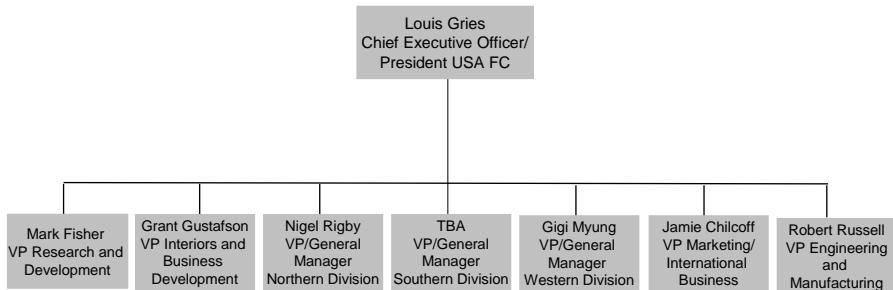 Louis Gries
Chief Executive Officer/
President USA FC
Mark Fisher
VP Research and
Development
Grant Gustafson
VP Interiors and
Business
Development
Nigel Rigby
VP/General
Manager
Northern Division
TBA
VP/General
Manager
Southern Division
Gigi Myung
VP/General
Manager
Western Division
Jamie Chilcoff
VP Marketing/
International
Business
Robert Russell
VP Engineering
and
Manufacturing